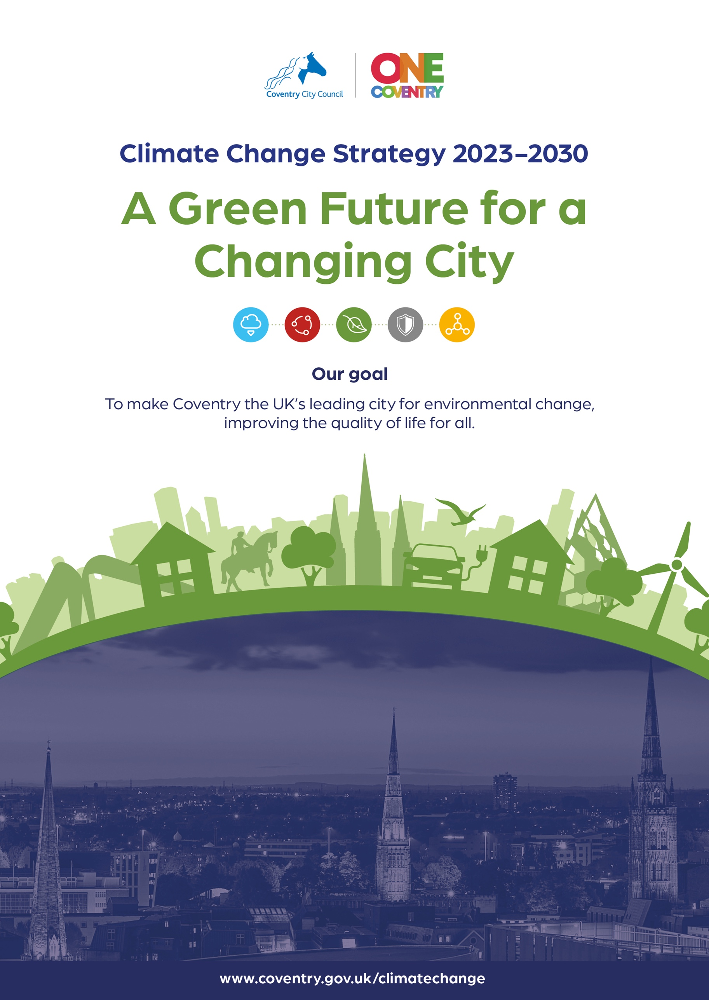 Coventry City Council
ONE
COVENTRY
Climate Change Strategy 2023–2030
A Green Future for a
Changing City
Our goal
To make Coventry the UK’s leading city for environmental change,
improving the quality of life for all.
www.coventry.gov.uk/climatechange